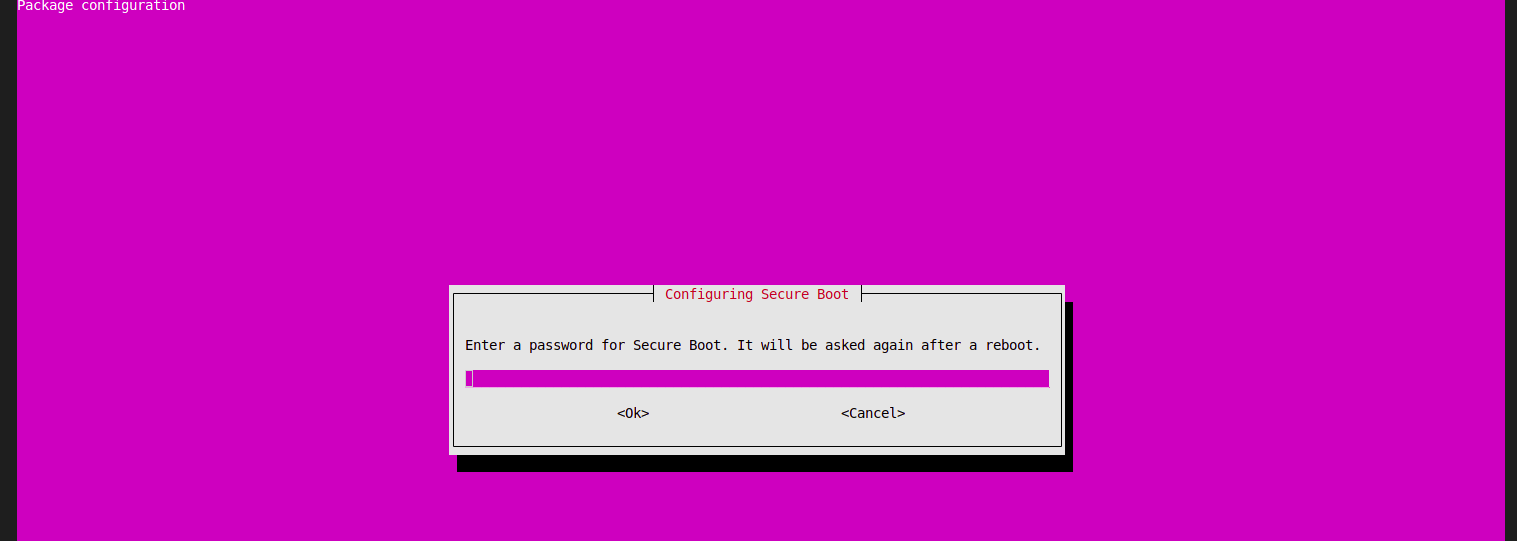 Package configuration
Configuring Secure Boot
Enter a password for Secure Boot. It will be asked again after a reboot.
<Ok> <Cancel>